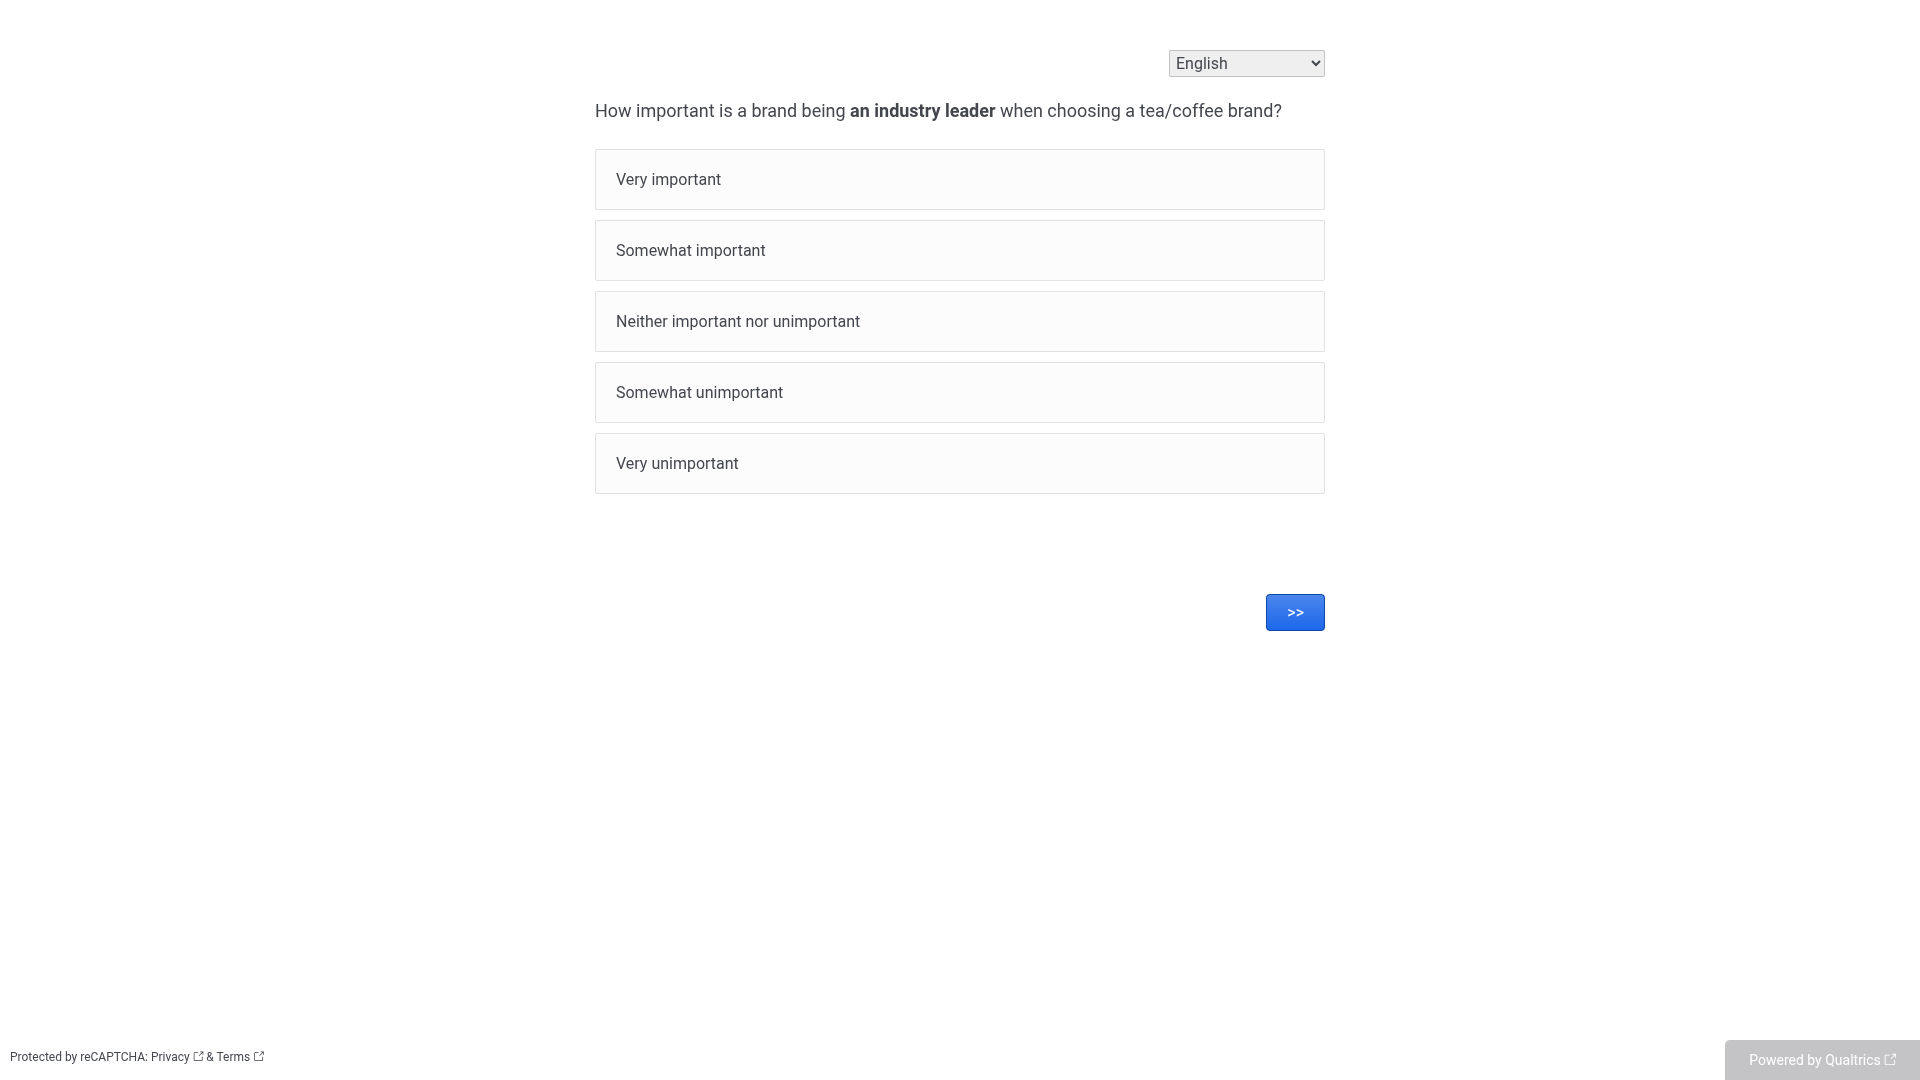 English
How important is a brand being an industry leader when choosing a tea/coffee brand?
Very important
Somewhat important
Neither important nor unimportant
Somewhat unimportant
Very unimportant
>>
Protected by reCAPTCHA: Privacy & Terms
Powered by Qualtrics